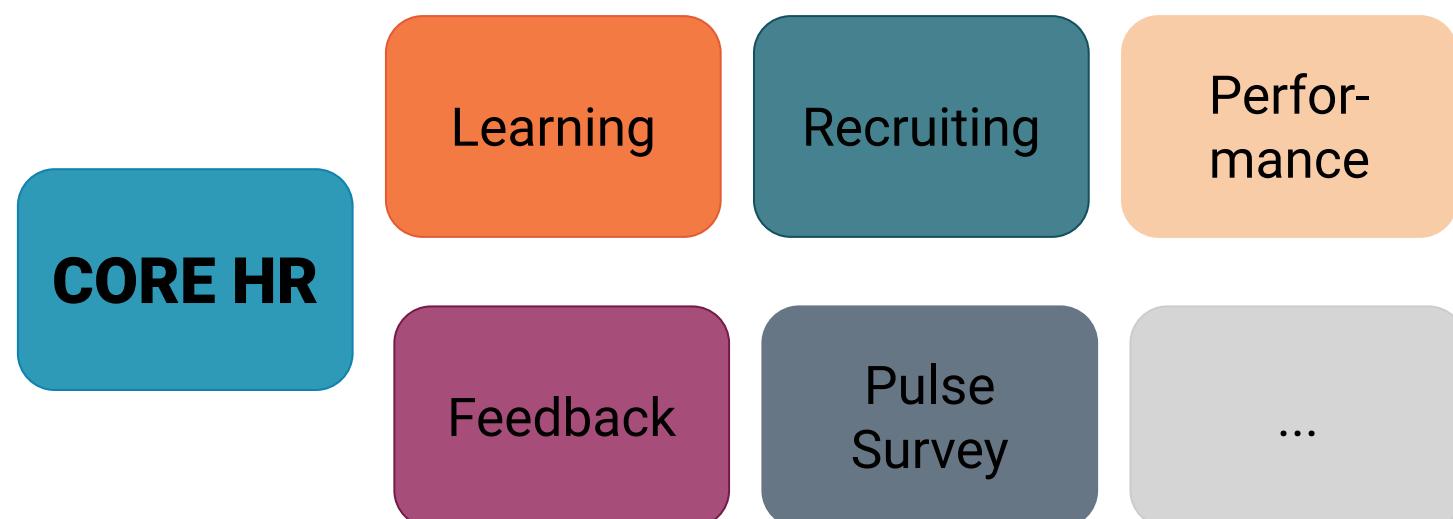 CORE HR
Learning
Recruiting
Perfor-
mance
Feedback
Pulse
Survey
...